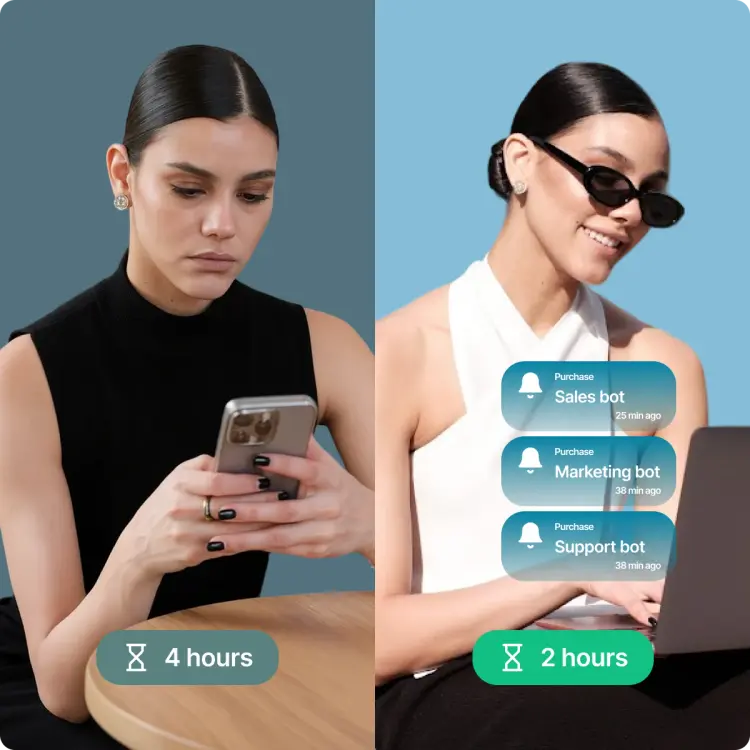 Purchase
Sales bot
25 min ago
Purchase
Marketing bot
38 min ago
Purchase
Support bot
38 min ago
4 hours
2 hours